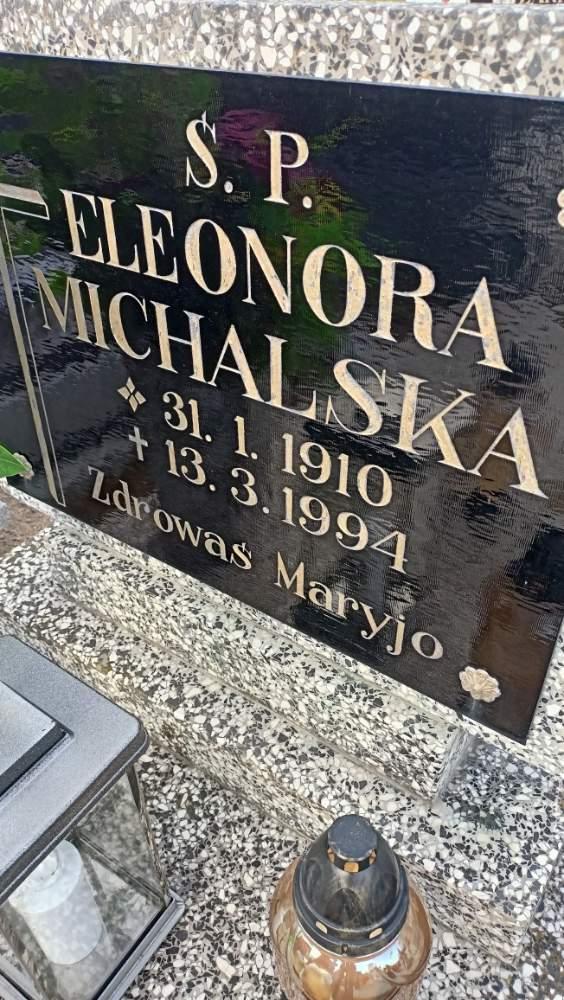 Ś. P.
ELEONORA
MICHALSKA
31. 1. 1910
13. 3. 1994
Zdrowaś Maryjo